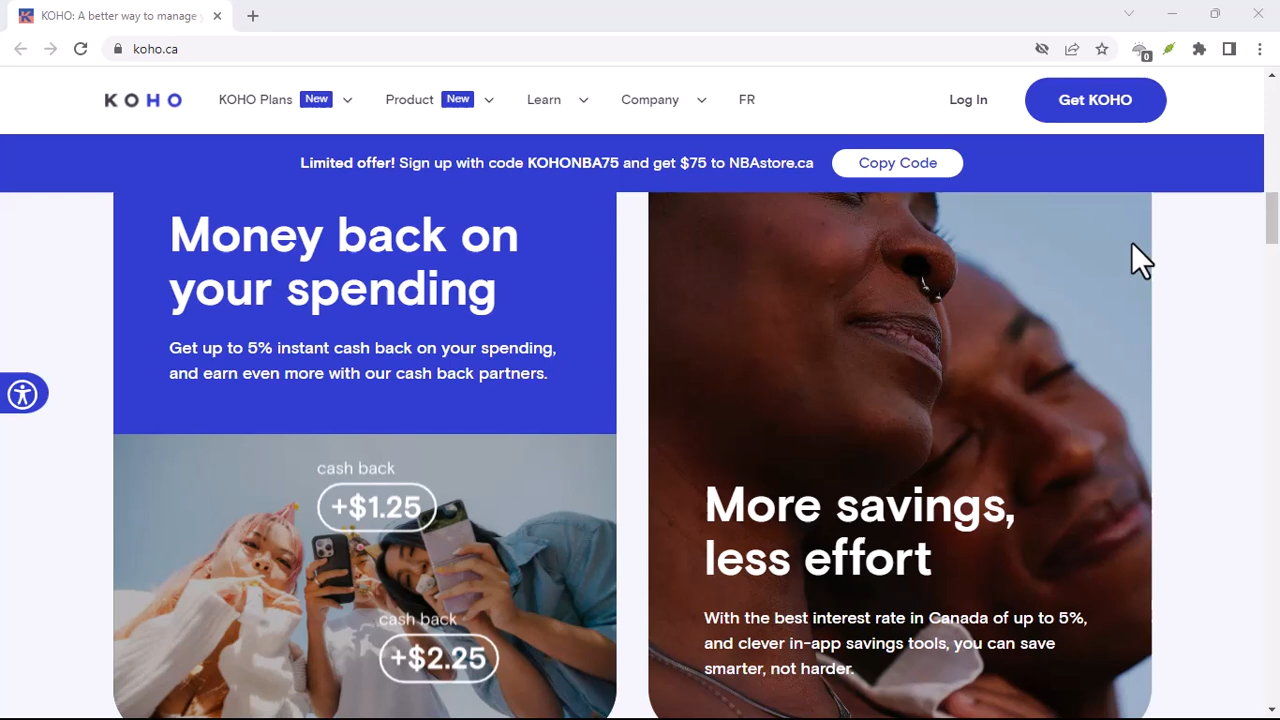 KOHO: A better way to manage
koho.ca
0
KOHO
KOHO Plans New
Product New
Learn
Company
FR
Log In
Get KOHO
Limited offer! Sign up with code KOHONBA75 and get $75 to NBAstore.ca
Copy Code
Money back on
your spending
Get up to 5% instant cash back on your spending,
and earn even more with our cash back partners.
cash back
+$1.25
cash back
+$2.25
More savings,
less effort
With the best interest rate in Canada of up to 5%,
and clever in-app savings tools, you can save
smarter, not harder.